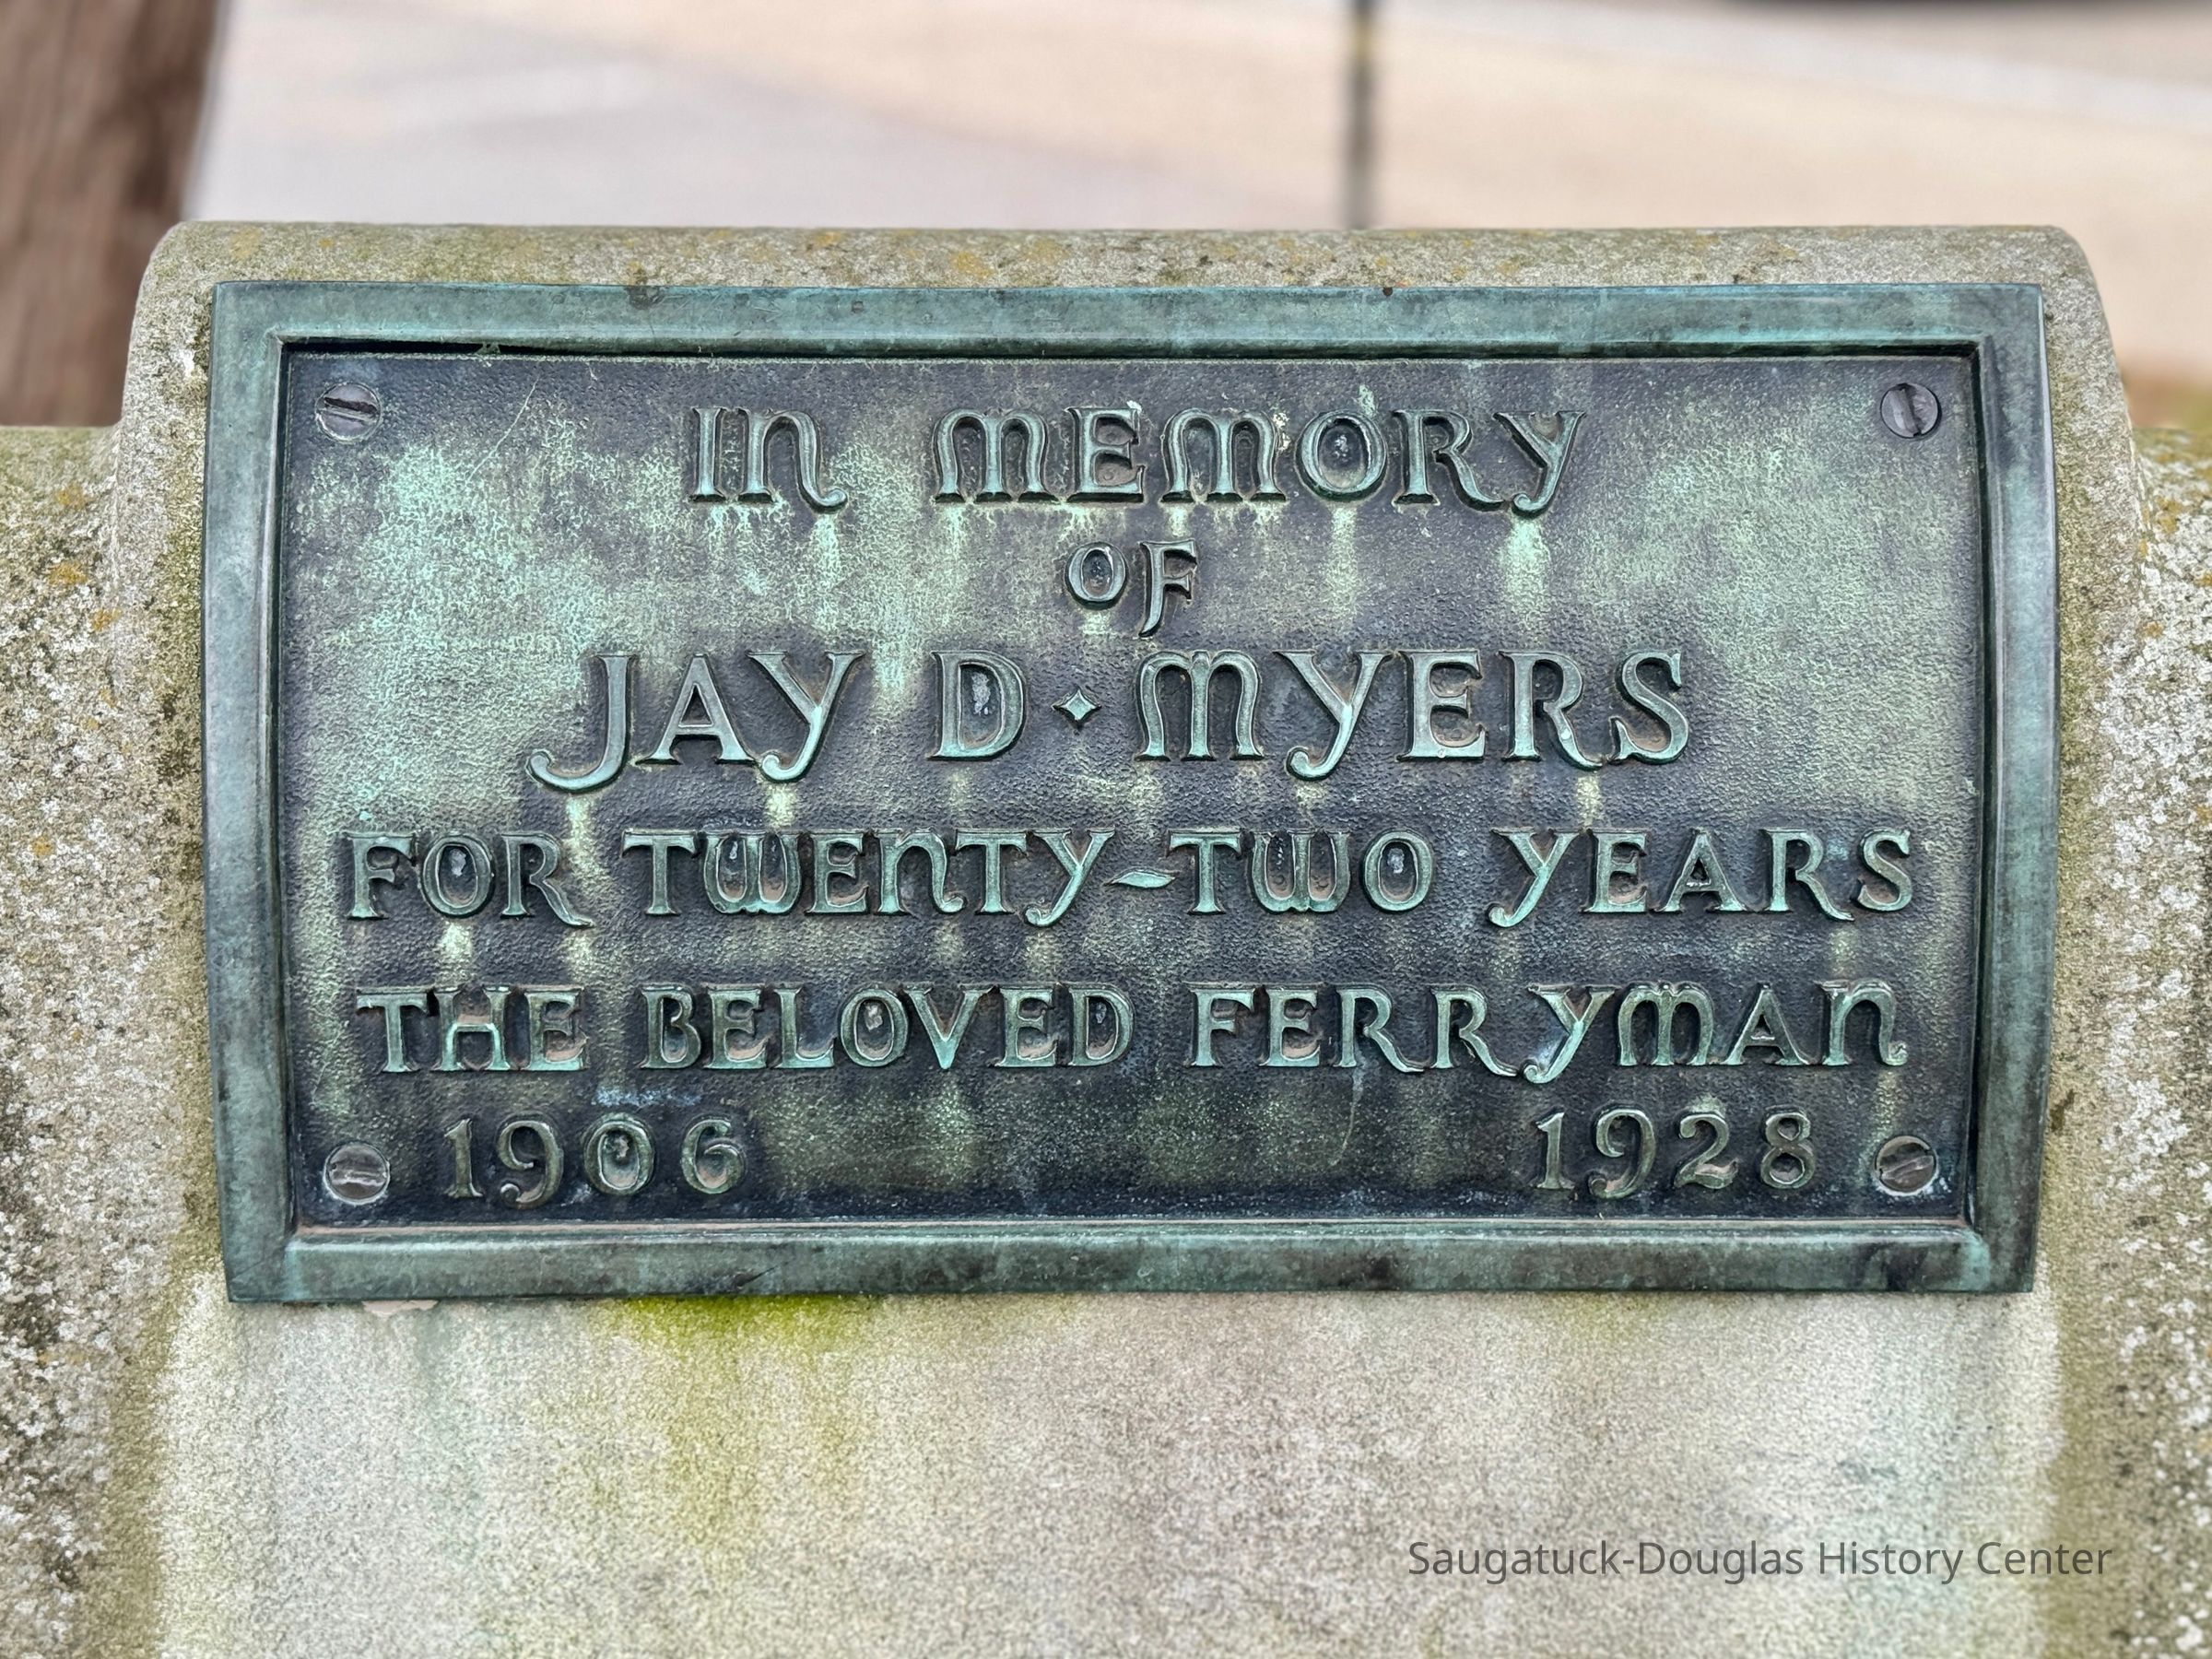 IN MEMORY
OF
JAY D · MYERS
FOR TWENTY-TWO YEARS
THE BELOVED FERRYMAN
1906 1928
Saugatuck-Douglas History Center